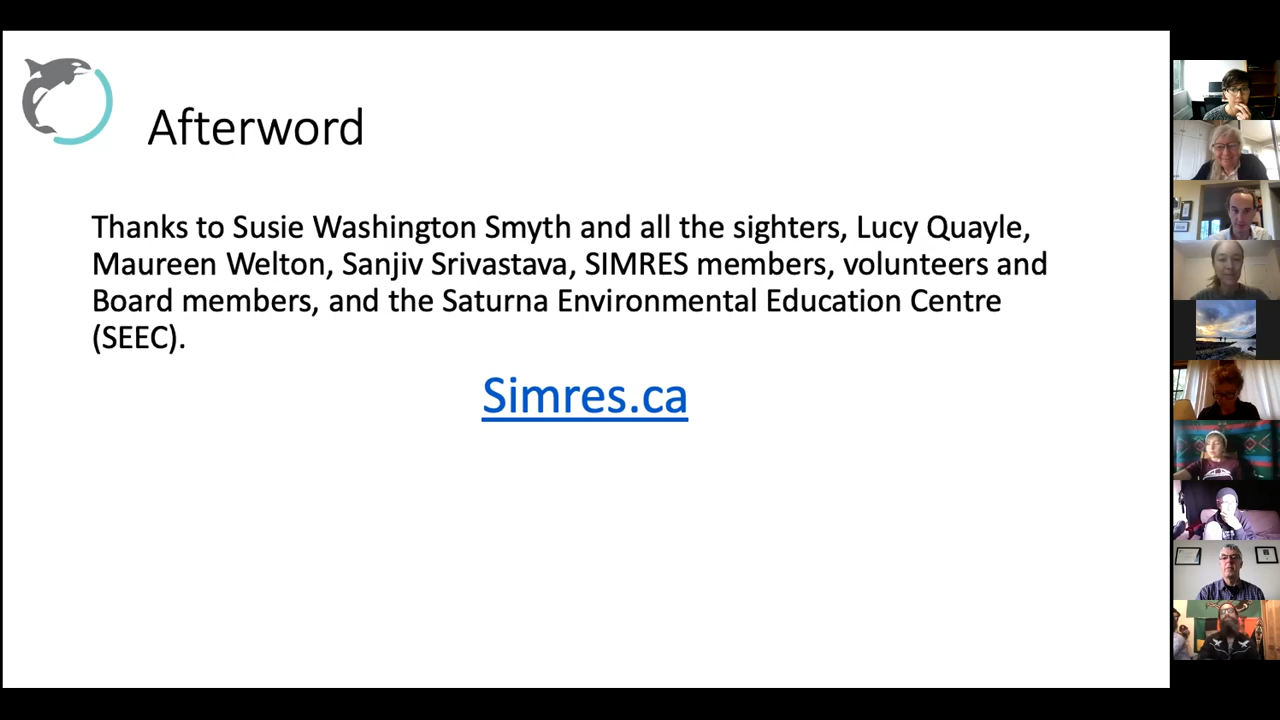 Afterword
Thanks to Susie Washington Smyth and all the sighters, Lucy Quayle,
Maureen Welton, Sanjiv Srivastava, SIMRES members, volunteers and
Board members, and the Saturna Environmental Education Centre
(SEEC).
Simres.ca